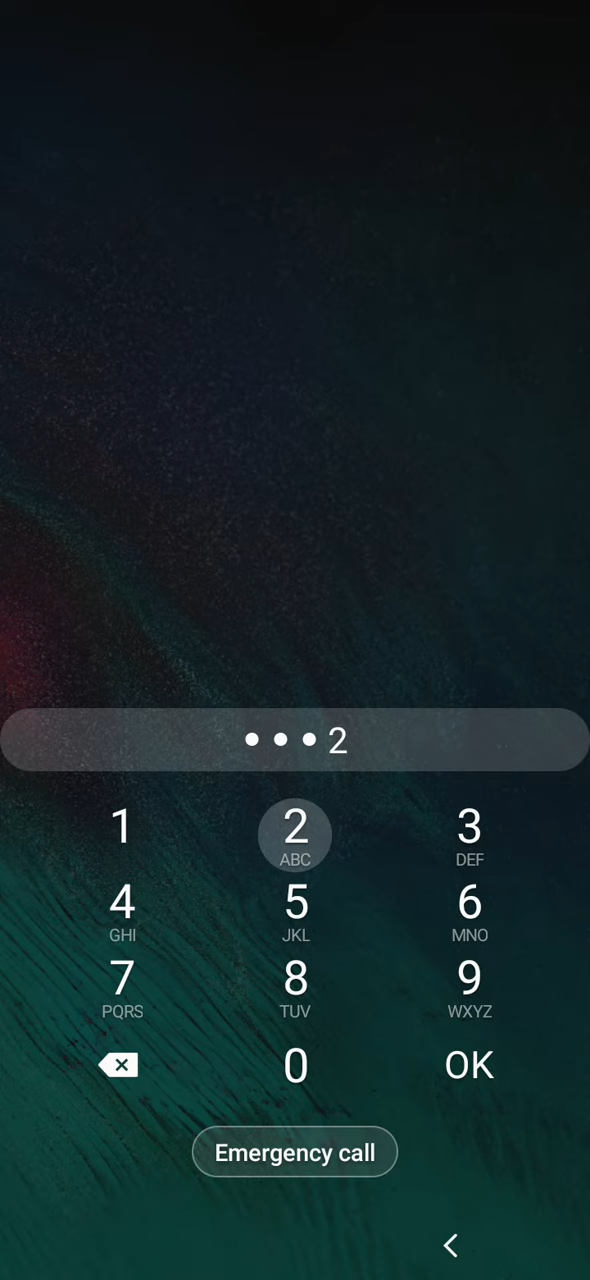 •••2
1 2 3
ABC DEF
4 5 6
GHI JKL MNO
7 8 9
PQRS TUV WXYZ
0 OK
Emergency call